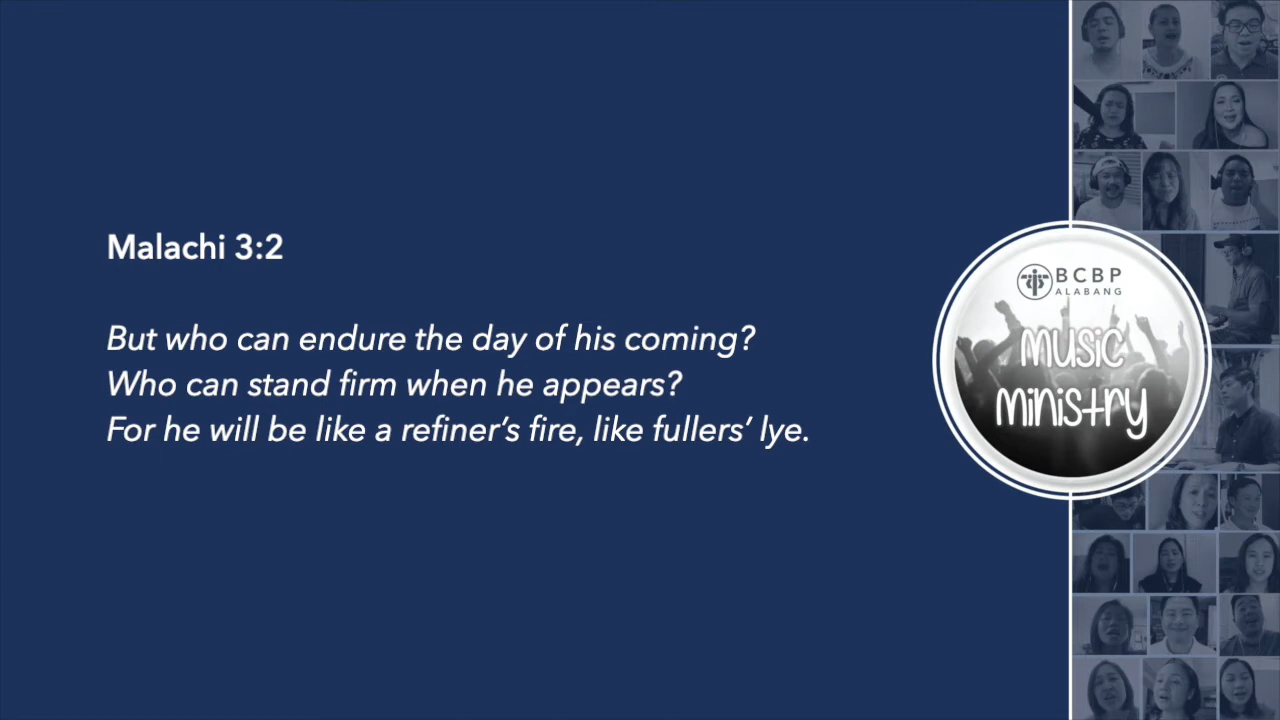 Malachi 3:2
But who can endure the day of his coming?
Who can stand firm when he appears?
For he will be like a refiner’s fire, like fullers’ lye.
BCBP
ALABANG
music
ministry